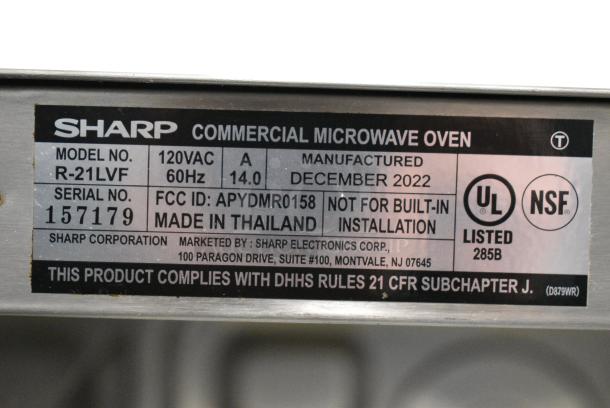 SHARP COMMERCIAL MICROWAVE OVEN T
MODEL NO. 120VAC A MANUFACTURED
R-21LVF 60Hz 14.0 DECEMBER 2022
SERIAL NO. FCC ID: APYDMR0158 NOT FOR BUILT-IN
157179 MADE IN THAILAND INSTALLATION
UL NSF
LISTED
285B
SHARP CORPORATION MARKETED BY : SHARP ELECTRONICS CORP.,
100 PARAGON DRIVE, SUITE #100, MONTVALE, NJ 07645
THIS PRODUCT COMPLIES WITH DHHS RULES 21 CFR SUBCHAPTER J. (D879WR)